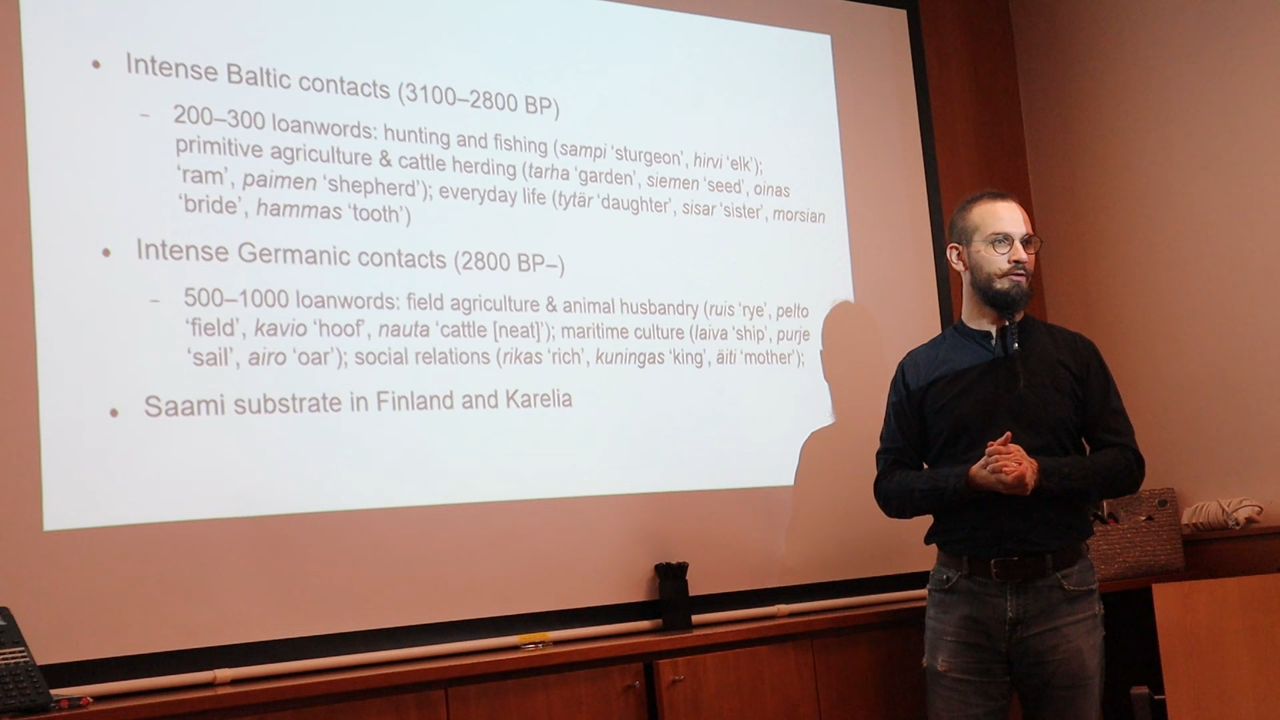 • Intense Baltic contacts (3100–2800 BP)
– 200–300 loanwords: hunting and fishing (sampi ‘sturgeon’, hirvi ‘elk’);
primitive agriculture & cattle herding (tarha ‘garden’, siemen ‘seed’, oinas
‘ram’, paimen ‘shepherd’); everyday life (tytär ‘daughter’, sisar ‘sister’, morsian
‘bride’, hammas ‘tooth’)
• Intense Germanic contacts (2800 BP–)
– 500–1000 loanwords: field agriculture & animal husbandry (ruis ‘rye’, pelto
‘field’, kavio ‘hoof’, nauta ‘cattle [neat]’); maritime culture (laiva ‘ship’, purje
‘sail’, airo ‘oar’); social relations (rikas ‘rich’, kuningas ‘king’, äiti ‘mother’);
• Saami substrate in Finland and Karelia